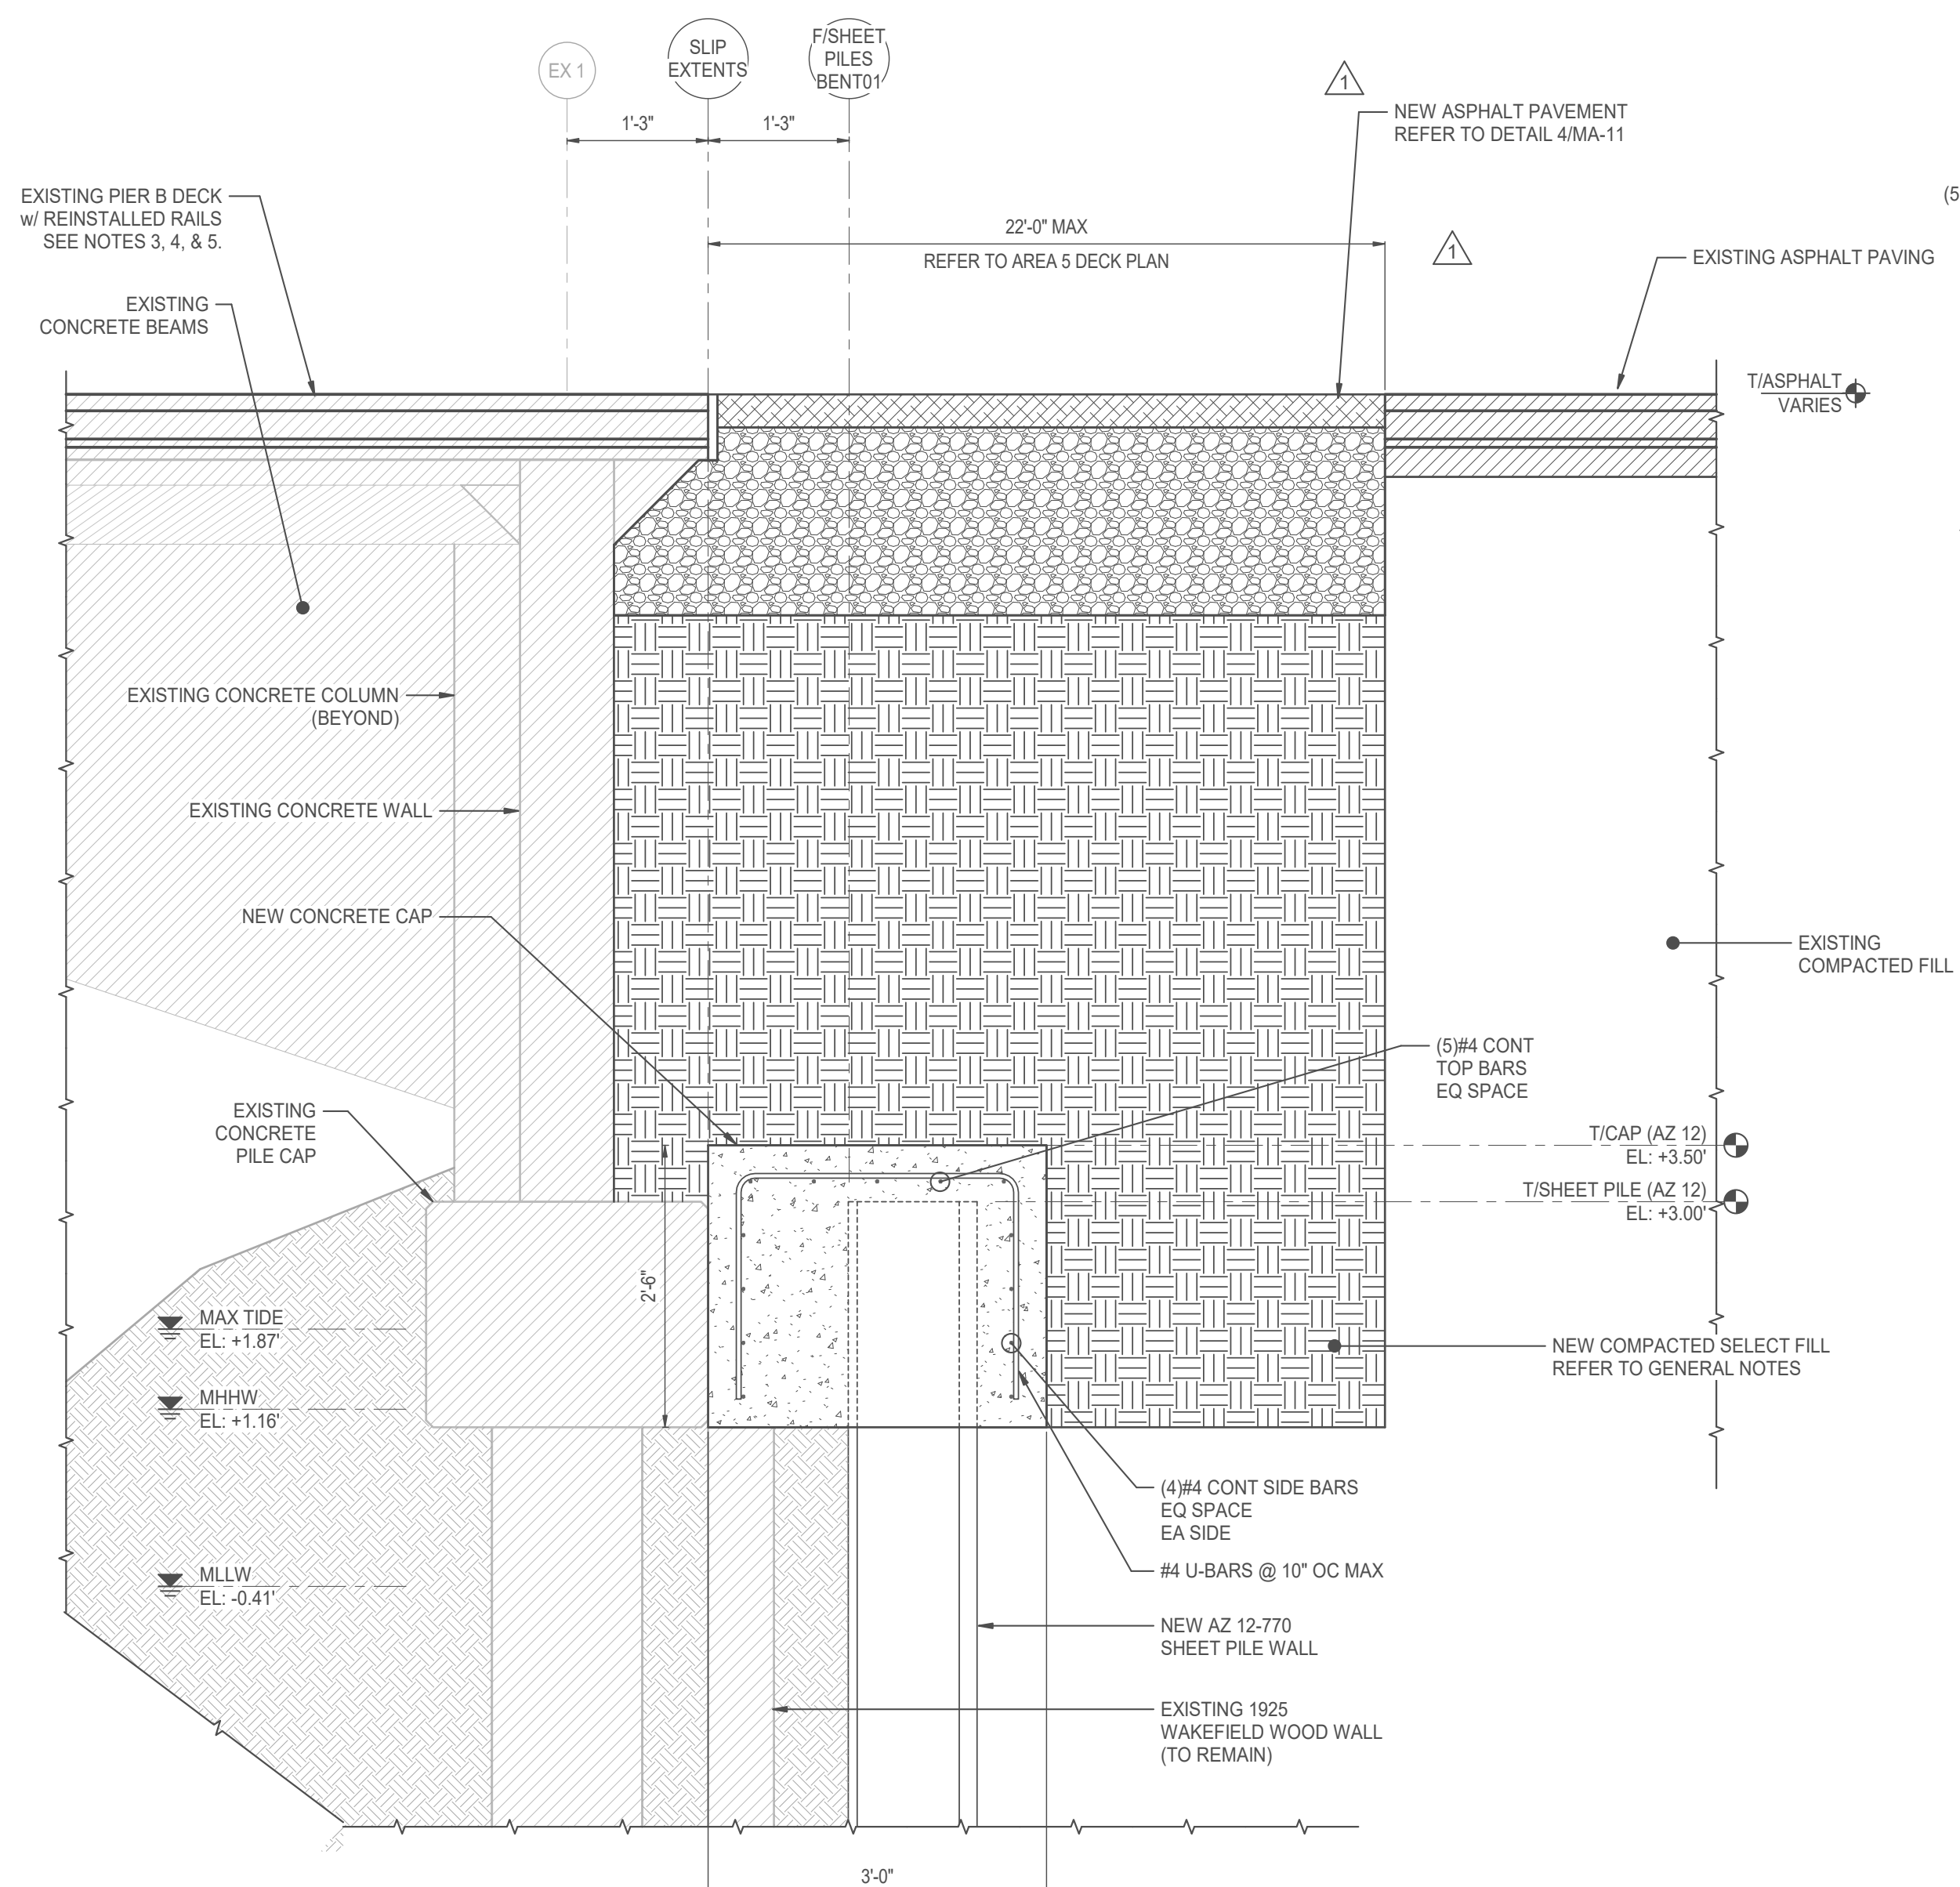 EX 1
SLIP
EXTENTS
F/SHEET
PILES
BENT01
1'-3"
1'-3"
1
NEW ASPHALT PAVEMENT
REFER TO DETAIL 4/MA-11
EXISTING PIER B DECK
w/ REINSTALLED RAILS
SEE NOTES 3, 4, & 5.
(5
22'-0" MAX
REFER TO AREA 5 DECK PLAN
1
EXISTING ASPHALT PAVING
EXISTING
CONCRETE BEAMS
T/ASPHALT
VARIES
EXISTING CONCRETE COLUMN
(BEYOND)
EXISTING CONCRETE WALL
NEW CONCRETE CAP
EXISTING
COMPACTED FILL
(5)#4 CONT
TOP BARS
EQ SPACE
EXISTING
CONCRETE
PILE CAP
T/CAP (AZ 12)
EL: +3.50'
T/SHEET PILE (AZ 12)
EL: +3.00'
2'-6"
MAX TIDE
EL: +1.87'
NEW COMPACTED SELECT FILL
REFER TO GENERAL NOTES
MHHW
EL: +1.16'
(4)#4 CONT SIDE BARS
EQ SPACE
EA SIDE
#4 U-BARS @ 10" OC MAX
MLLW
EL: -0.41'
NEW AZ 12-770
SHEET PILE WALL
EXISTING 1925
WAKEFIELD WOOD WALL
(TO REMAIN)
3'-0"